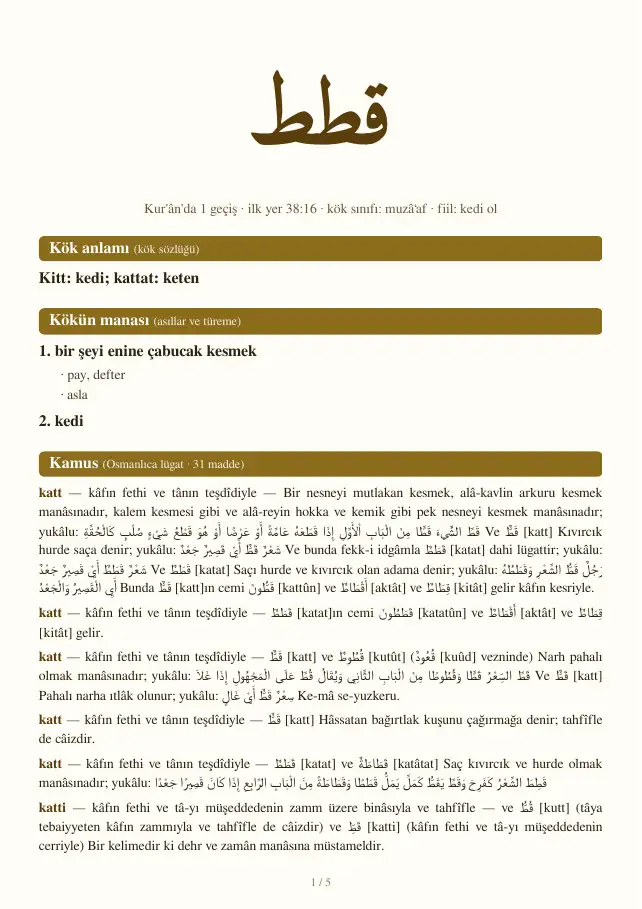 قطط
Kur'ân'da 1 geçiş · ilk yer 38:16 · kök sınıfı: muzâ'af · fiil: kedi ol
Kök anlamı (kök sözlüğü)
Kitt: kedi; kattat: keten
Kökün manası (asıllar ve türeme)
1. bir şeyi enine çabucak kesmek
· pay, defter
· asla
2. kedi
Kamus (Osmanlıca lügat · 31 madde)
katt — kâfın fethi ve tânın teşdîdiyle — Bir nesneyi mutlakan kesmek, alâ-kavlin arkuru kesmek
manâsınadır, kalem kesmesi gibi ve alâ-reyin hokka ve kemik gibi pek nesneyi kesmek manâsınadır;
yukâlu: قَطَّ الشَّيءَ قَطًّا مِن الْبَابِ الْأَوَّلِ إِذَا قَطَعَهُ عَامَّةً أَوْ عَرْضًا أَوْ هُوَ قَطْعُ شَيْءٍ صُلْبٍ كَالْحُقَّةِ Ve قَطٌّ [katt] Kıvırcık
hurde saça denir; yukâlu: شَعْرٌ قَطٌّ أَيْ قَصِيرٌ جَعْدٌ Ve bunda fekk-i idgâmla قَطَطٌ [katat] dahi lügattir; yukâlu:
شَعْرٌ قَطَطٌ أَيْ قَصِيرٌ جَعْدٌ Ve قَطَطٌ [katat] Saçı hurde ve kıvırcık olan adama denir; yukâlu: رَجُلٌ قَطُّ الشَّعْرِ وَقَطَطُهُ
أَيِ الْقَصِيرُ وَالْجَعْدُ Bunda قَطٌّ [katt]ın cemi قَطُّونَ [kattûn] ve أَقْطَاطٌ [aktât] ve قِطَاطٌ [kitât] gelir kâfın kesriyle.
katt — kâfın fethi ve tânın teşdîdiyle — قَطَطٌ [katat]ın cemi قَطَطُونَ [katatûn] ve أَقْطَاطٌ [aktât] ve قِطَاطٌ
[kitât] gelir.
katt — kâfın fethi ve tânın teşdîdiyle — قَطٌّ [katt] ve قُطُوطٌ [kutût] (قُعُودٌ [kuûd] vezninde) Narh pahalı
olmak manâsınadır; yukâlu: قَطَّ السِّعْرُ قَطًّا وَقُطُوطًا مِن الْبَابِ الثَّانِي وَيُقَالُ قُطَّ عَلَى الْمَجْهُولِ إِذَا غَلَا Ve قَطٌّ [katt]
Pahalı narha ıtlâk olunur; yukâlu: سِعْرٌ قَطٌّ أَيْ غَالٍ Ke-mâ se-yuzkeru.
katt — kâfın fethi ve tânın teşdîdiyle — قَطٌّ [katt] Hâssatan bağırtlak kuşunu çağırmağa denir; tahfîfle
de câizdir.
katt — kâfın fethi ve tânın teşdîdiyle — قَطَطٌ [katat] ve قَطَاطَةٌ [katâtat] Saç kıvırcık ve hurde olmak
manâsınadır; yukâlu: قَطِطَ الشَّعْرُ كَفَرِحَ وَقَطَّ يَقَطُّ كَمَلَّ يَمَلُّ قَطَطًا وَقَطَاطَةً مِنَ الْبَابِ الرَّابِعِ إِذَا كَانَ قَصِيرًا جَعْدًا
katti — kâfın fethi ve tâ-yı müşeddedenin zamm üzere binâsıyla ve tahfîfle — ve قُطُّ [kutt] (tâya
tebaiyyeten kâfın zammıyla ve tahfîfle de câizdir) ve قَطِّ [katti] (kâfın fethi ve tâ-yı müşeddedenin
cerriyle) Bir kelimedir ki dehr ve zamân manâsına müstameldir.
1 / 5